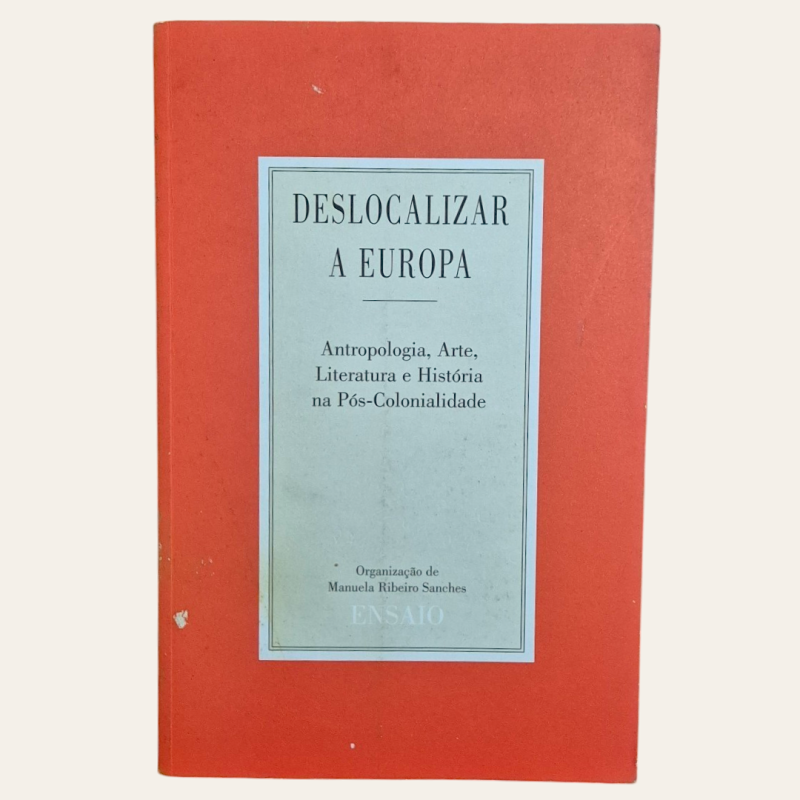 DESLOCALIZAR
A EUROPA
Antropologia, Arte,
Literatura e História
na Pós-Colonialidade
Organização de
Manuela Ribeiro Sanches
ENSAIO